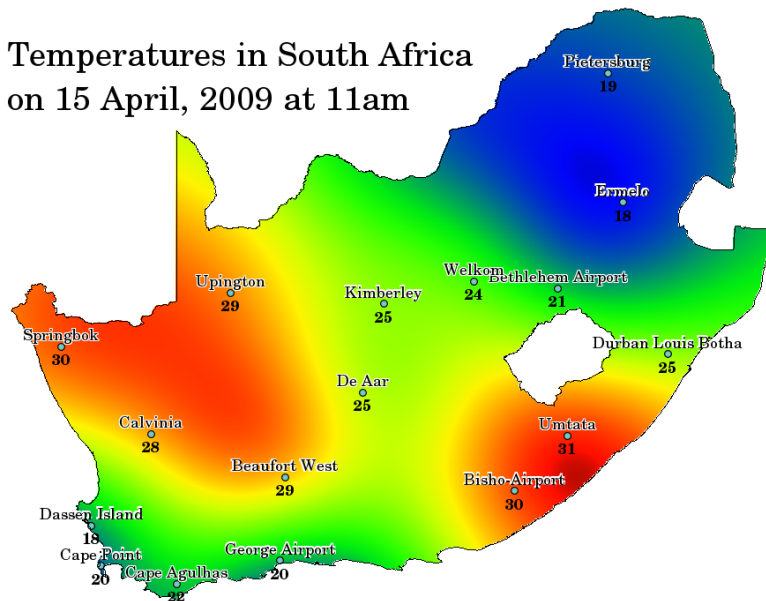 Temperatures in South Africa
on 15 April, 2009 at 11am
Pietersburg
19
Ermelo
18
Welkom
24
Bethlehem Airport
21
Upington
29
Kimberley
25
Springbok
30
Durban Louis Botha
25
De Aar
25
Calvinia
28
Umtata
31
Beaufort West
29
Bisho-Airport
30
Dassen Island
18
Cape Point
20
George Airport
20
Cape Agulhas
22